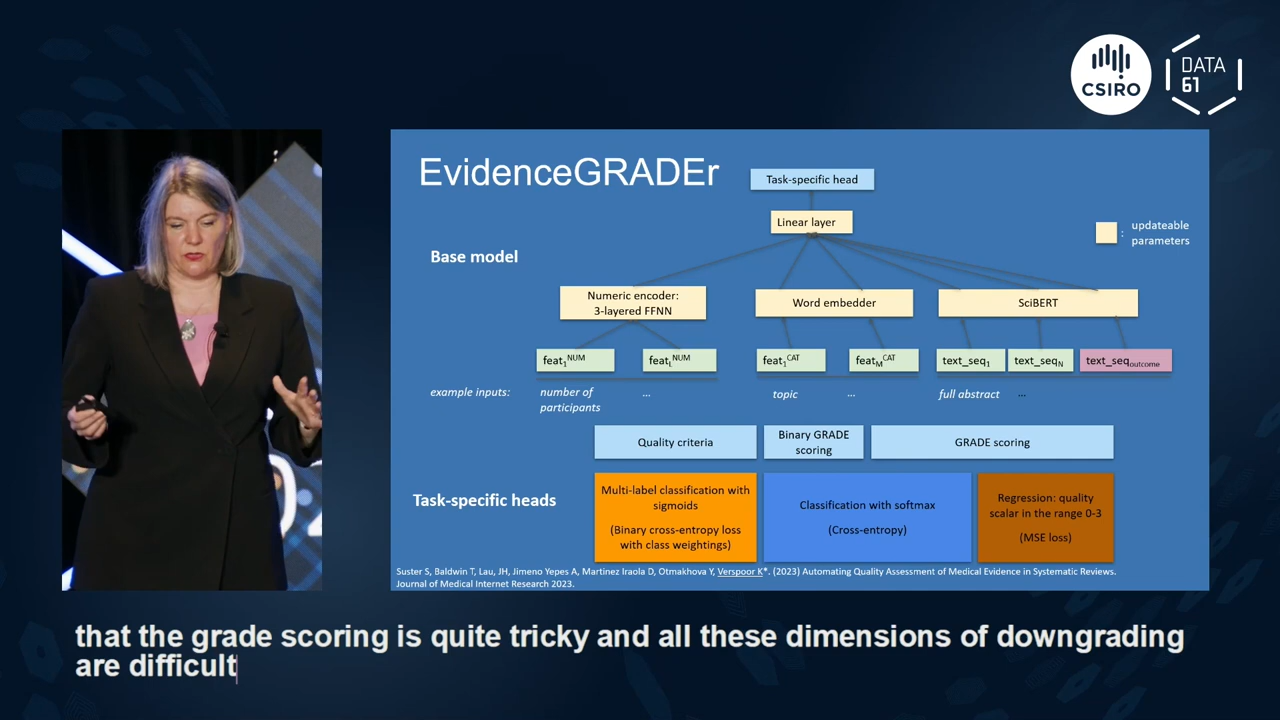 CSIRO
DATA
61
EvidenceGRADEr
Task-specific head
Linear layer
: updateable
parameters
Base model
Numeric encoder:
3-layered FFNN
Word embedder
SciBERT
feat₁ᴺᵁᴹ
featʟᴺᵁᴹ
feat₁ᶜᴬᵀ
feat_M^CAT
text_seq₁
text_seq_N
text_seq_outcome
example inputs:
number of
participants
...
topic
...
full abstract
...
Quality criteria
Binary GRADE
scoring
GRADE scoring
Task-specific heads
Multi-label classification with
sigmoids
(Binary cross-entropy loss
with class weightings)
Classification with softmax
(Cross-entropy)
Regression: quality
scalar in the range 0-3
(MSE loss)
Suster S, Baldwin T, Lau, JH, Jimeno Yepes A, Martinez Iraola D, Otmakhova Y, Verspoor K*. (2023) Automating Quality Assessment of Medical Evidence in Systematic Reviews.
Journal of Medical Internet Research 2023.
that the grade scoring is quite tricky and all these dimensions of downgrading
are difficult